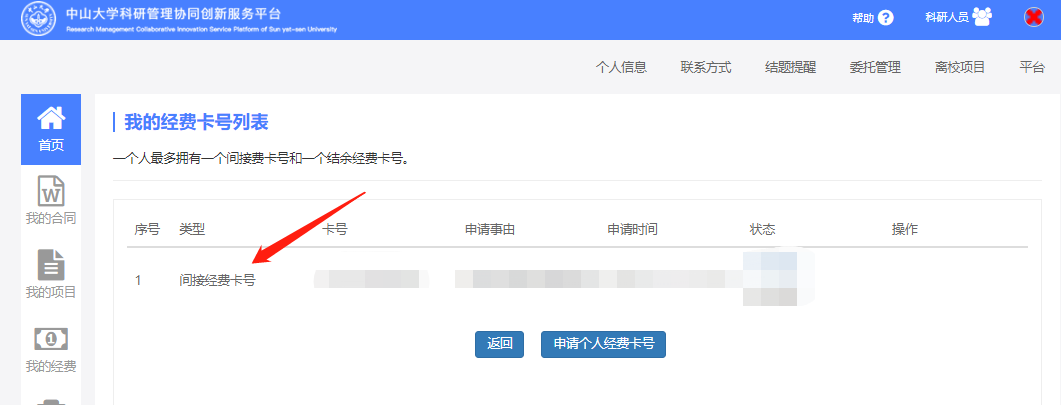 中山大学科研管理协同创新服务平台
Research Management Collaborative Innovation Service Platform of Sun yat-sen University
帮助 ? 科研人员
个人信息 联系方式 结题提醒 委托管理 离校项目 平台
首页
我的合同
我的项目
我的经费
我的经费卡号列表
一个人最多拥有一个间接费卡号和一个结余经费卡号。
序号 类型 卡号 申请事由 申请时间 状态 操作
1 间接经费卡号
返回 申请个人经费卡号